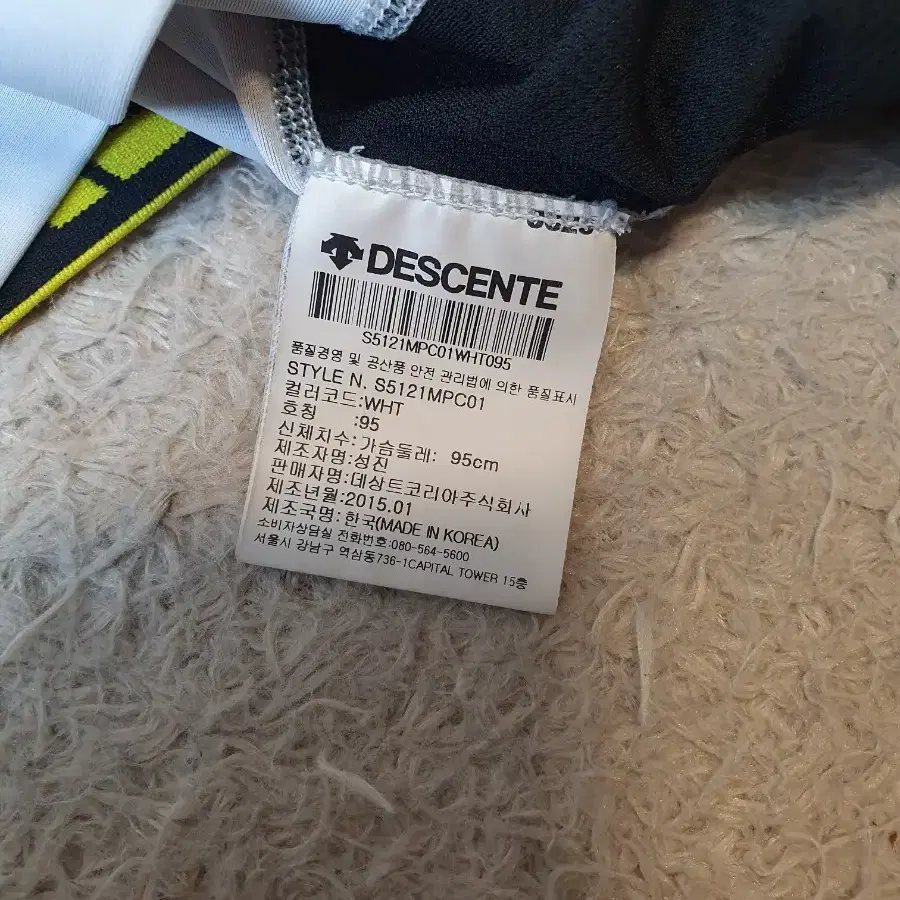 DESCENTE
S5121MPC01WHT095
품질경영 및 공산품 안전 관리법에 의한 품질표시
STYLE N. S5121MPC01
컬러코드:WHT
호칭 :95
신체치수:가슴둘레: 95cm
제조자명:성진
판매자명:데상트코리아주식회사
제조년월:2015.01
제조국명:한국(MADE IN KOREA)
소비자상담실 전화번호:080-564-5600
서울시 강남구 역삼동736-1CAPITAL TOWER 15층